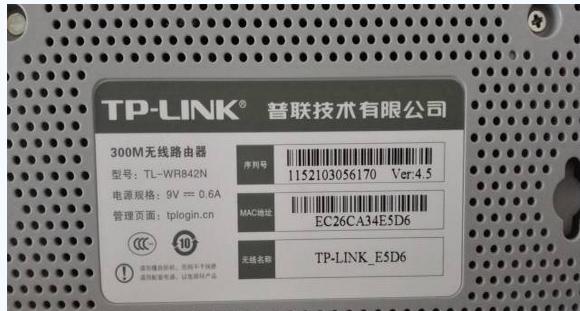 TP-LINK® 普联技术有限公司
300M无线路由器
型号：TL-WR842N
电源规格：9V ⎓ 0.6A
管理页面：tplogin.cn
序列号
1152103056170 Ver:4.5
MAC地址
EC26CA34E5D6
无线名称
TP-LINK_E5D6
CCC
10